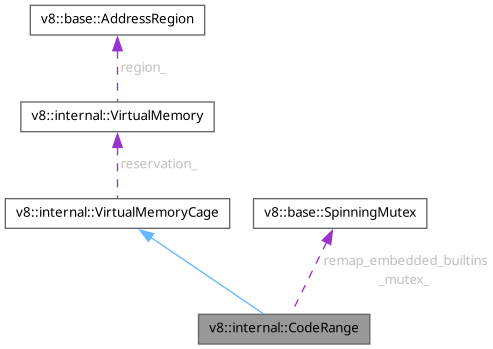 v8::base::AddressRegion
region_
v8::internal::VirtualMemory
reservation_
v8::internal::VirtualMemoryCage
v8::base::SpinningMutex
remap_embedded_builtins
_mutex_
v8::internal::CodeRange